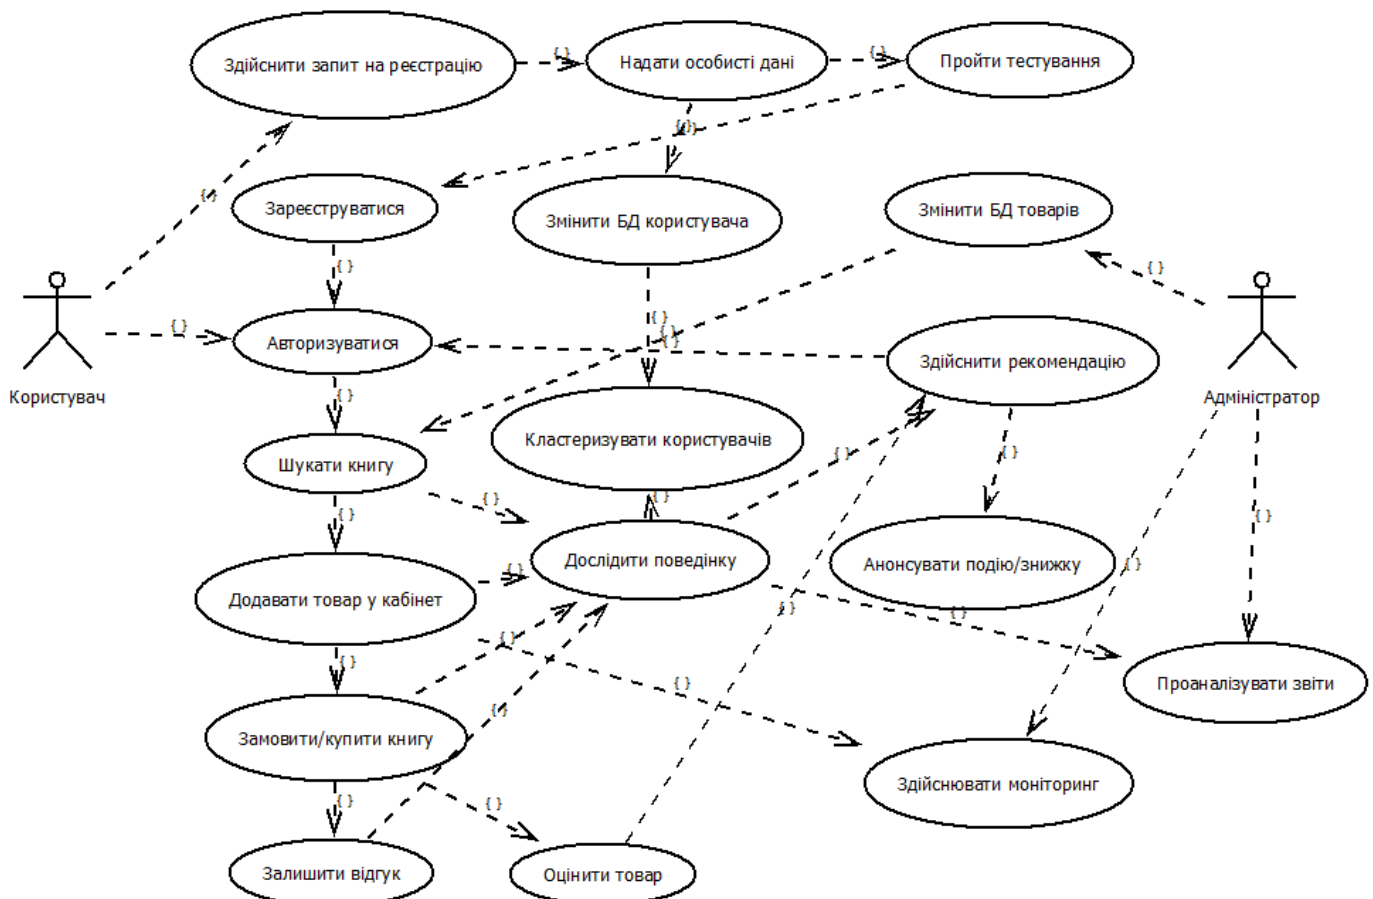 Здійснити запит на реєстрацію
{ }
Надати особисті дані
{ }
Пройти тестування
{ }
{ }
{ }
Зареєструватися
Змінити БД користувача
Змінити БД товарів
{ }
{ }
{ }
{ }
{ }
{ }
Авторизуватися
Здійснити рекомендацію
Користувач
Адміністратор
{ }
Кластеризувати користувачів
{ }
{ }
Шукати книгу
{ }
{ }
{ }
{ }
Дослідити поведінку
Анонсувати подію/знижку
{ }
{ }
Додавати товар у кабінет
{ }
{ }
{ }
{ }
{ }
Проаналізувати звіти
{ }
Замовити/купити книгу
Здійснювати моніторинг
{ }
{ }
Залишити відгук
Оцінити товар